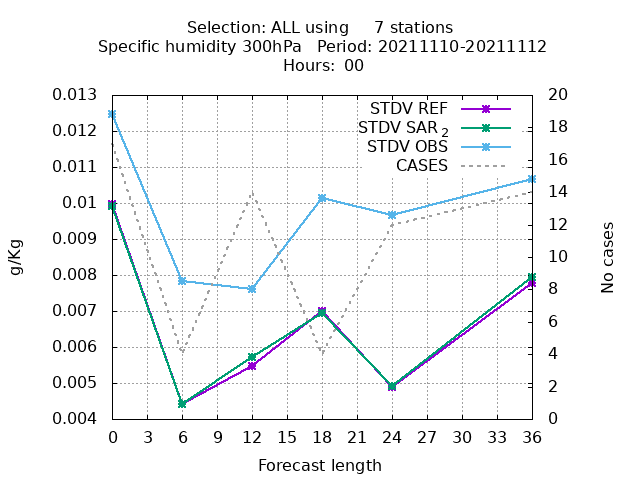 Selection: ALL using     7 stations
Specific humidity 300hPa   Period: 20211110-20211112
Hours: 00
0.013
0.012
0.011
0.01
0.009
0.008
0.007
0.006
0.005
0.004
20
18
16
14
12
10
8
6
4
2
0
STDV REF
STDV SAR 2
STDV OBS
CASES
g/Kg
No cases
0 3 6 9 12 15 18 21 24 27 30 33 36
Forecast length